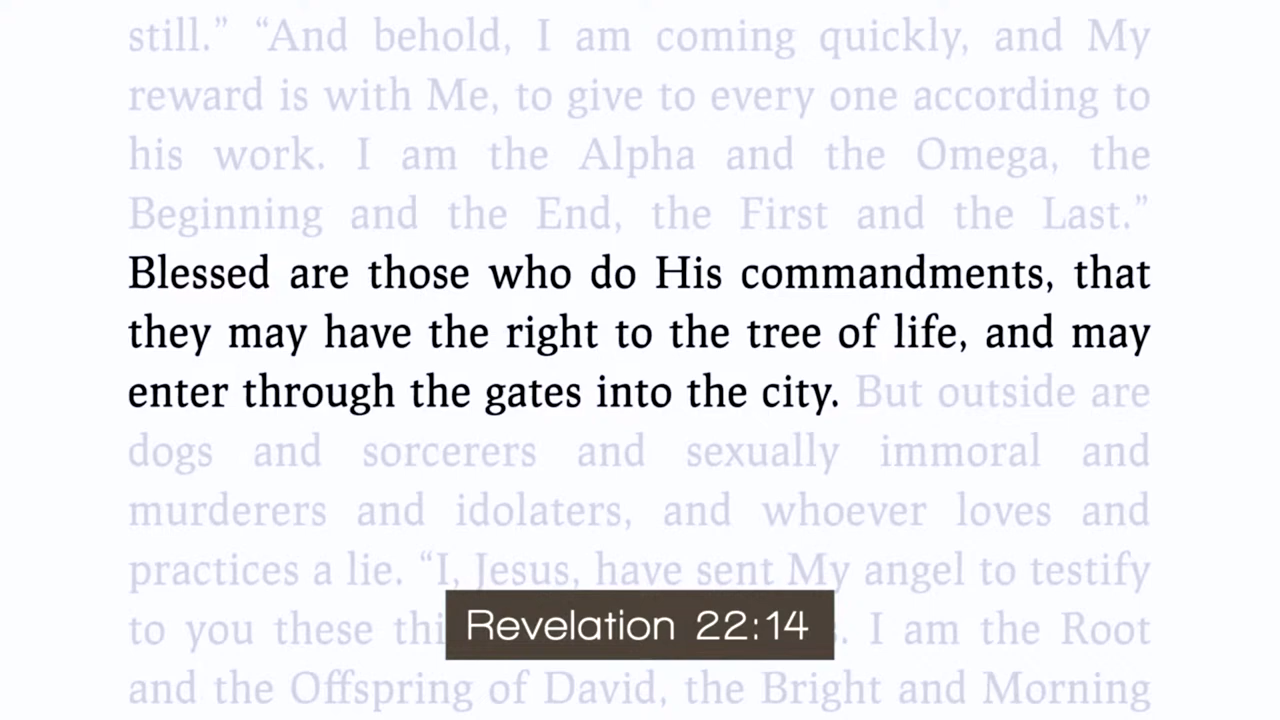 still.” “And behold, I am coming quickly, and My
reward is with Me, to give to every one according to
his work. I am the Alpha and the Omega, the
Beginning and the End, the First and the Last.”
Blessed are those who do His commandments, that
they may have the right to the tree of life, and may
enter through the gates into the city. But outside are
dogs and sorcerers and sexually immoral and
murderers and idolaters, and whoever loves and
practices a lie. “I, Jesus, have sent My angel to testify
to you these . I am the Root
Revelation 22:14
and the Offspring of David, the Bright and Morning